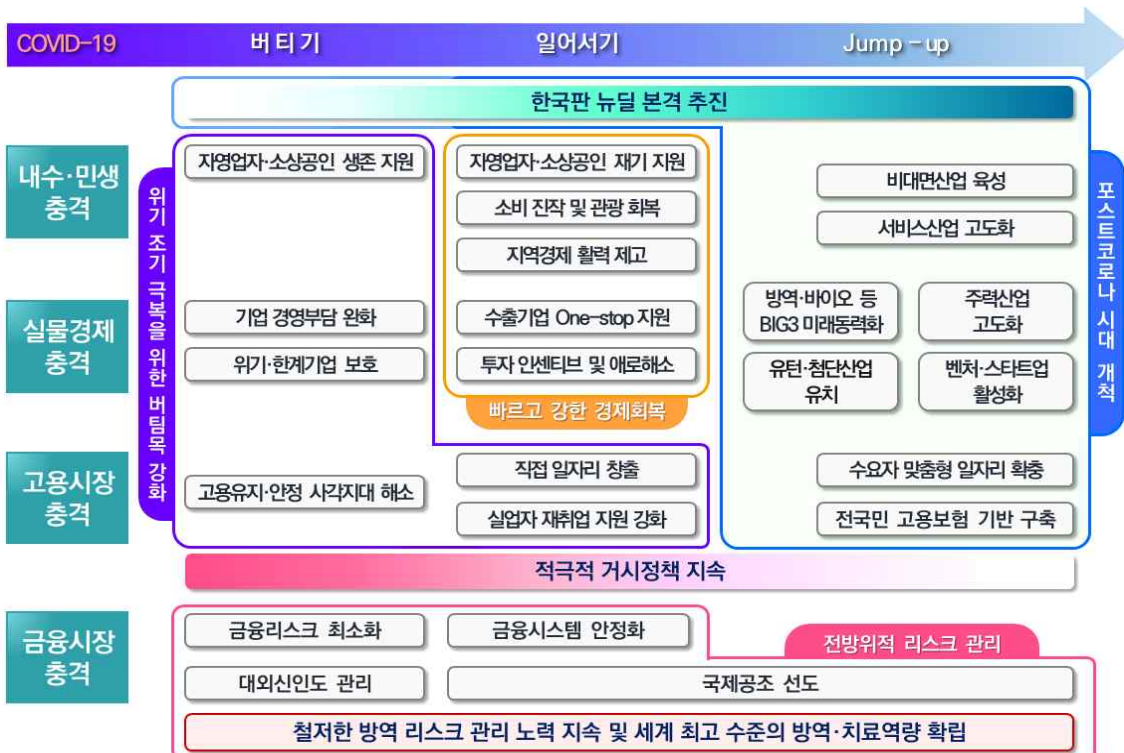 COVID-19
버티기
일어서기
Jump-up
한국판 뉴딜 본격 추진
내수·민생
충격
위기 조기 극복을 위한 버팀목 강화
자영업자·소상공인 생존 지원
자영업자·소상공인 재기 지원
소비 진작 및 관광 회복
지역경제 활력 제고
비대면산업 육성
서비스산업 고도화
포스트코로나 시대 개척
실물경제
충격
기업 경영부담 완화
위기·한계기업 보호
수출기업 One-stop 지원
투자 인센티브 및 애로해소
빠르고 강한 경제회복
방역·바이오 등
BIG3 미래동력화
주력산업
고도화
유턴·첨단산업
유치
벤처·스타트업
활성화
고용시장
충격
고용유지·안정 사각지대 해소
직접 일자리 창출
실업자 재취업 지원 강화
수요자 맞춤형 일자리 확충
전국민 고용보험 기반 구축
적극적 거시정책 지속
금융시장
충격
금융리스크 최소화
금융시스템 안정화
전방위적 리스크 관리
대외신인도 관리
국제공조 선도
철저한 방역 리스크 관리 노력 지속 및 세계 최고 수준의 방역·치료역량 확립